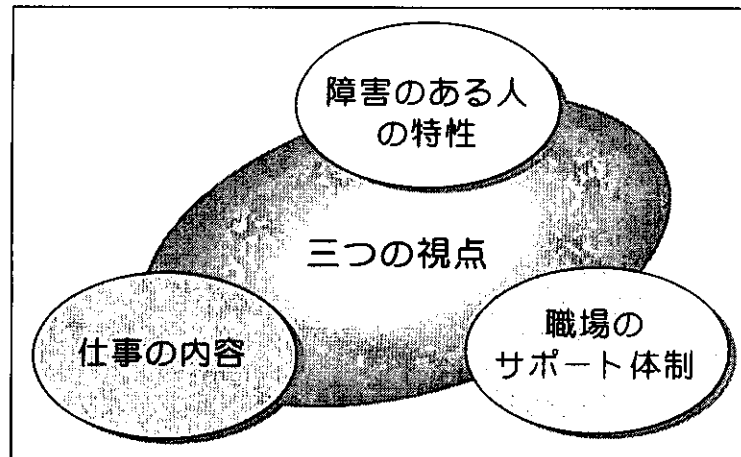 障害のある人
の特性
三つの視点
仕事の内容
職場の
サポート体制